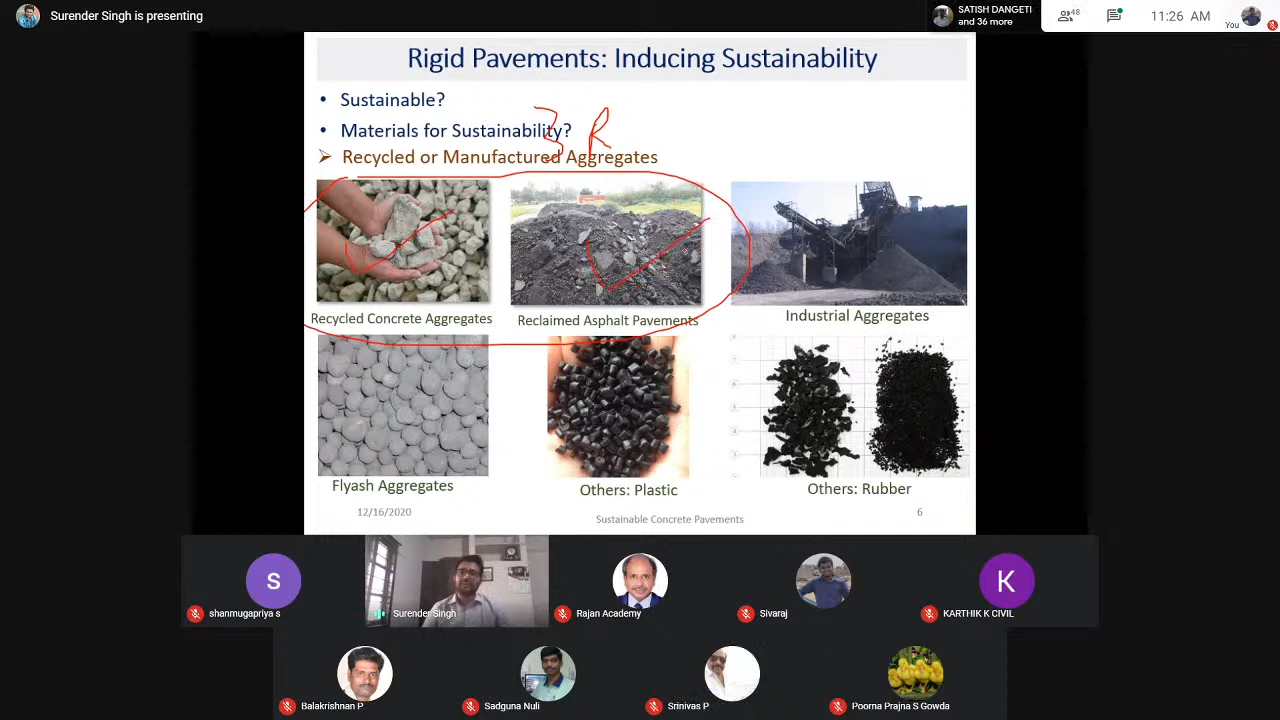 Surender Singh is presenting
SATISH DANGETI
and 36 more
48
11:26 AM
You
Rigid Pavements: Inducing Sustainability
• Sustainable?
• Materials for Sustainability?
3 R
➢ Recycled or Manufactured Aggregates
Recycled Concrete Aggregates
Reclaimed Asphalt Pavements
Industrial Aggregates
Flyash Aggregates
Others: Plastic
Others: Rubber
12/16/2020
Sustainable Concrete Pavements
6
S
K
shanmugapriya s
Surender Singh
Rajan Academy
Sivaraj
KARTHIK K CIVIL
Balakrishnan P
Sadguna Nuli
Srinivas P
Poorna Prajna S Gowda